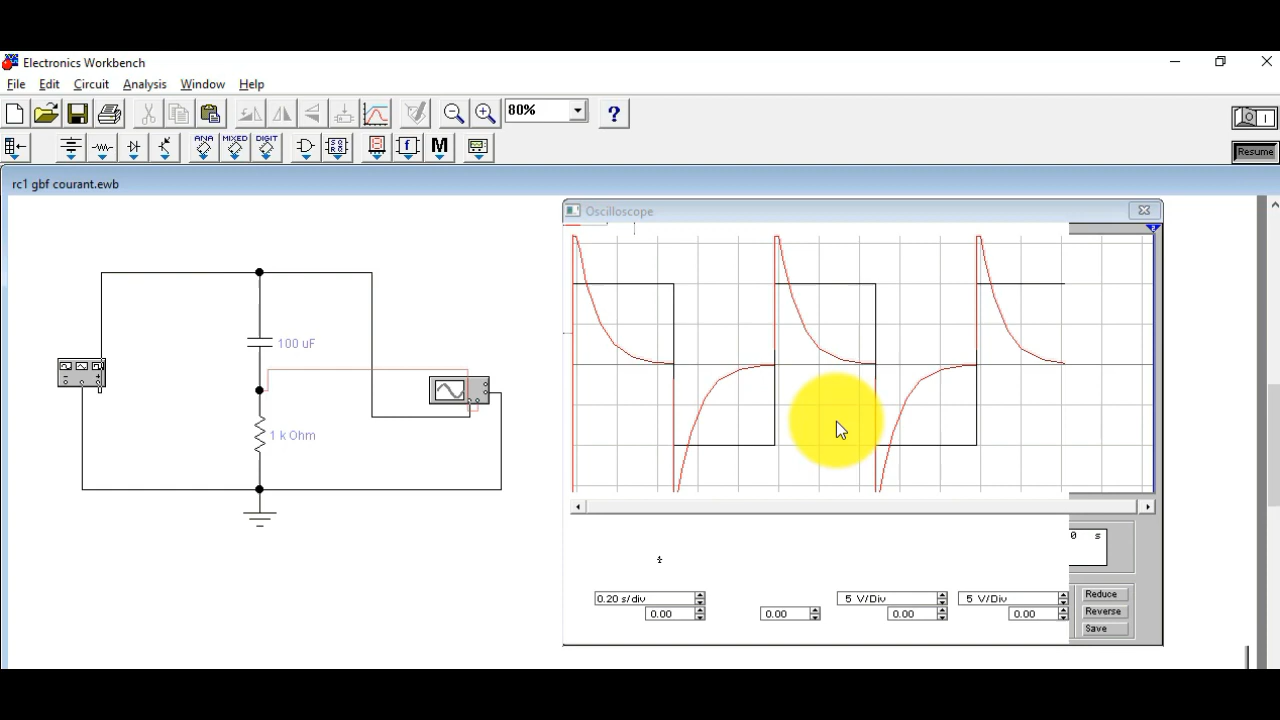 Electronics Workbench
File Edit Circuit Analysis Window Help
80%
?
ANA MIXED DIGIT
M
Resume
rc1 gbf courant.ewb
Oscilloscope
100 uF
1 k Ohm
0 s
0.20 s/div
5 V/Div
5 V/Div
Reduce
0.00
0.00
0.00
0.00
Reverse
Save